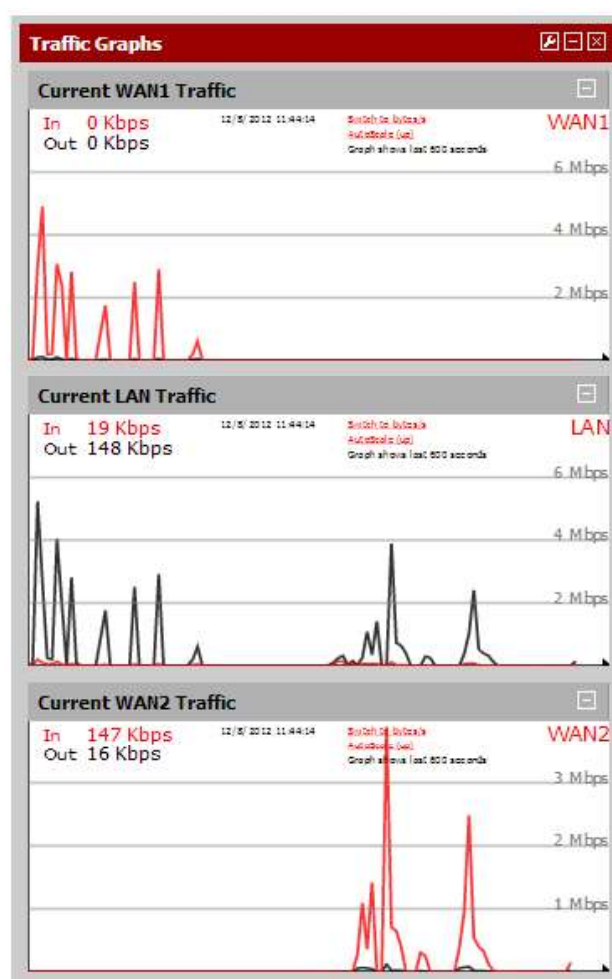 Traffic Graphs
Current WAN1 Traffic
In 0 Kbps 12/8/2012 11:44:14 Switch to bytes/s WAN1
Out 0 Kbps AutoScale (up)
Graph shows last 600 seconds
6 Mbps
4 Mbps
2 Mbps
Current LAN Traffic
In 19 Kbps 12/8/2012 11:44:14 Switch to bytes/s LAN
Out 148 Kbps AutoScale (up)
Graph shows last 600 seconds
6 Mbps
4 Mbps
2 Mbps
Current WAN2 Traffic
In 147 Kbps 12/8/2012 11:44:14 Switch to bytes/s WAN2
Out 16 Kbps AutoScale (up)
Graph shows last 600 seconds
3 Mbps
2 Mbps
1 Mbps